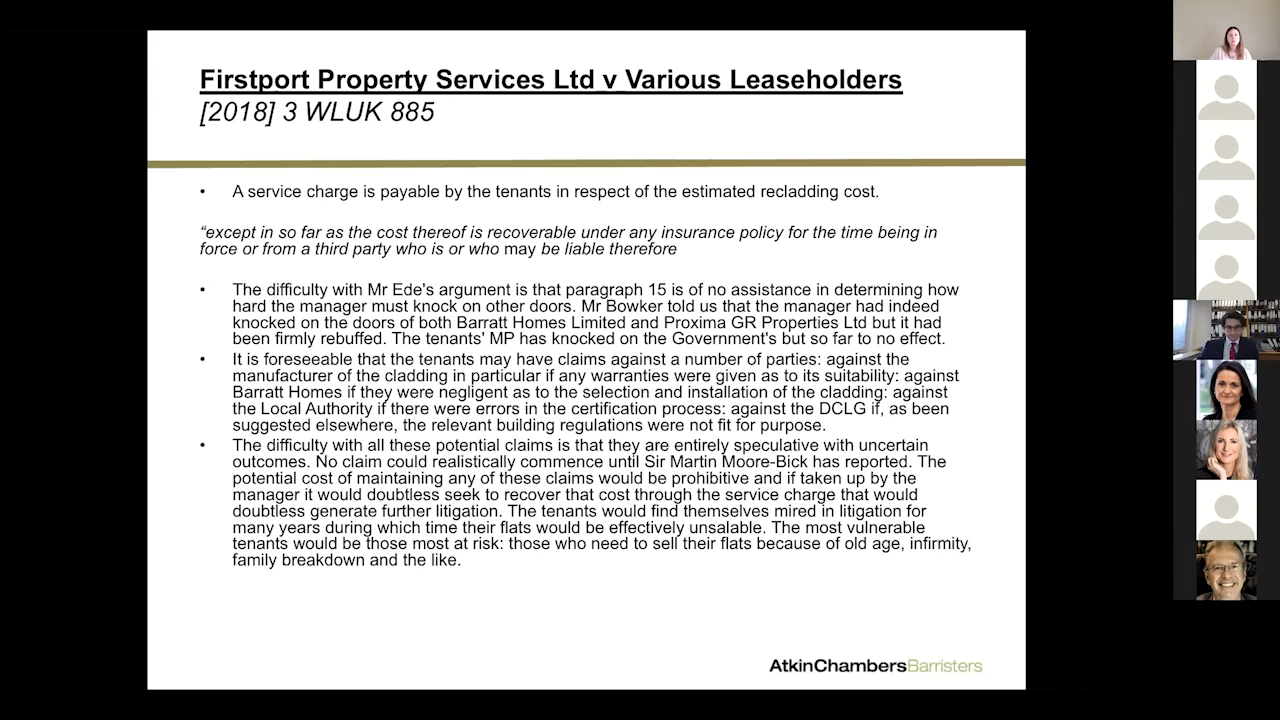 Firstport Property Services Ltd v Various Leaseholders
[2018] 3 WLUK 885
• A service charge is payable by the tenants in respect of the estimated recladding cost.
“except in so far as the cost thereof is recoverable under any insurance policy for the time being in
force or from a third party who is or who may be liable therefore
• The difficulty with Mr Ede's argument is that paragraph 15 is of no assistance in determining how
hard the manager must knock on other doors. Mr Bowker told us that the manager had indeed
knocked on the doors of both Barratt Homes Limited and Proxima GR Properties Ltd but it had
been firmly rebuffed. The tenants' MP has knocked on the Government's but so far to no effect.
• It is foreseeable that the tenants may have claims against a number of parties: against the
manufacturer of the cladding in particular if any warranties were given as to its suitability: against
Barratt Homes if they were negligent as to the selection and installation of the cladding: against
the Local Authority if there were errors in the certification process: against the DCLG if, as been
suggested elsewhere, the relevant building regulations were not fit for purpose.
• The difficulty with all these potential claims is that they are entirely speculative with uncertain
outcomes. No claim could realistically commence until Sir Martin Moore-Bick has reported. The
potential cost of maintaining any of these claims would be prohibitive and if taken up by the
manager it would doubtless seek to recover that cost through the service charge that would
doubtless generate further litigation. The tenants would find themselves mired in litigation for
many years during which time their flats would be effectively unsalable. The most vulnerable
tenants would be those most at risk: those who need to sell their flats because of old age, infirmity,
family breakdown and the like.
AtkinChambersBarristers